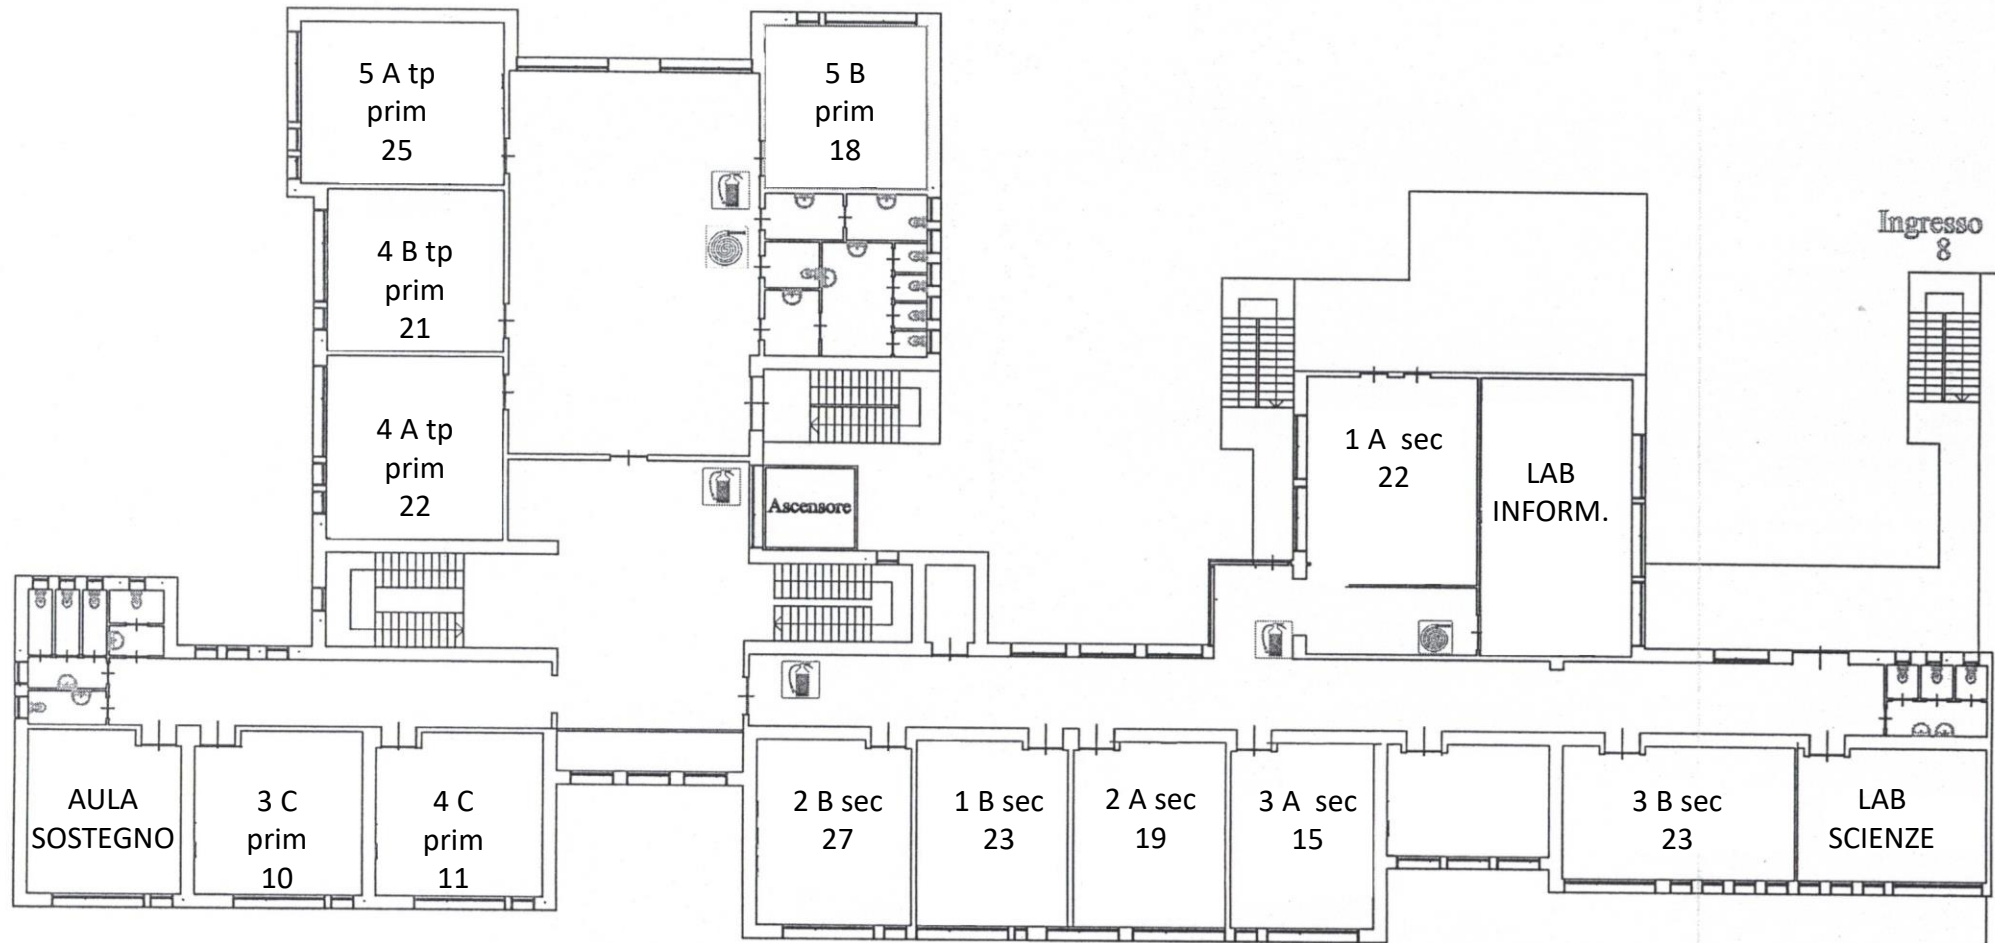 5 A tp
prim
25
5 B
prim
18
4 B tp
prim
21
Ingresso
8
4 A tp
prim
22
1 A sec
22
LAB
INFORM.
Ascensore
AULA
SOSTEGNO
3 C
prim
10
4 C
prim
11
2 B sec
27
1 B sec
23
2 A sec
19
3 A sec
15
3 B sec
23
LAB
SCIENZE